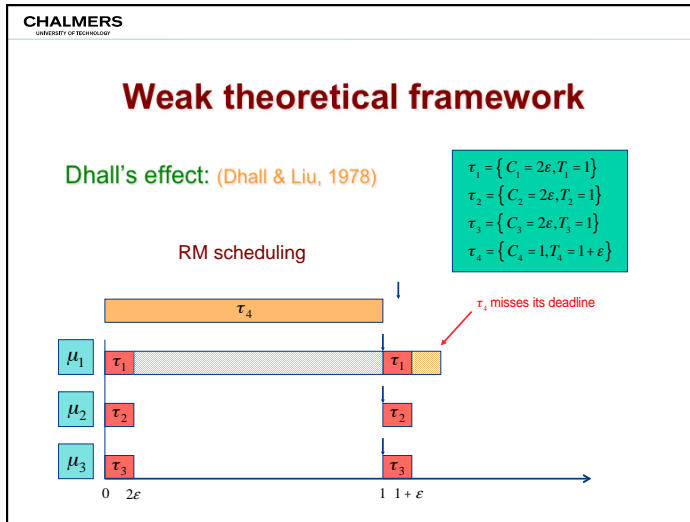 CHALMERS
UNIVERSITY OF TECHNOLOGY
Weak theoretical framework
Dhall's effect: (Dhall & Liu, 1978)
τ₁ = { C₁ = 2ε, T₁ = 1 }
τ₂ = { C₂ = 2ε, T₂ = 1 }
τ₃ = { C₃ = 2ε, T₃ = 1 }
τ₄ = { C₄ = 1, T₄ = 1 + ε }
RM scheduling
τ₄ misses its deadline
τ₄
μ₁ τ₁ τ₁
μ₂ τ₂ τ₂
μ₃ τ₃ τ₃
0 2ε 1 1 + ε